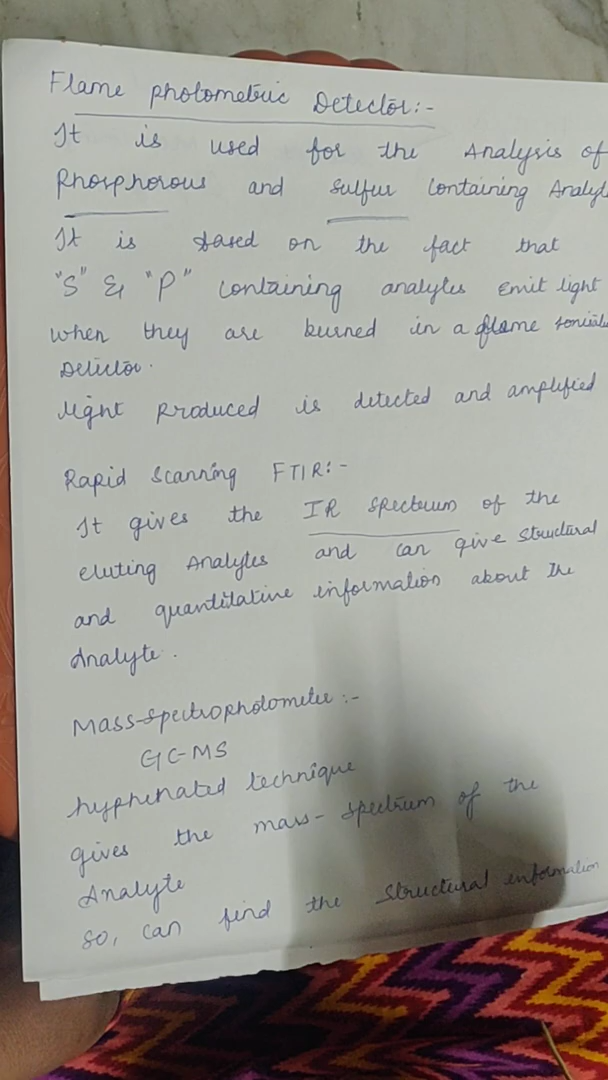 Flame Photometric Detector:-
It is used for the Analysis of
Phosphorous and sulfur containing
It is based on the fact that
"S" & "P" containing analytes emit light
when they are burned in a flame
Detector.
light produced is detected and amplified
Rapid Scanning FTIR:-
It gives the IR spectrum of the
eluting Analytes and can give structural
and quantitative information about the
Analyte.
Mass-spectrophotometer:-
GC-MS
hyphenated technique
gives the mass-spectrum of the
Analyte
so, can find the structural information